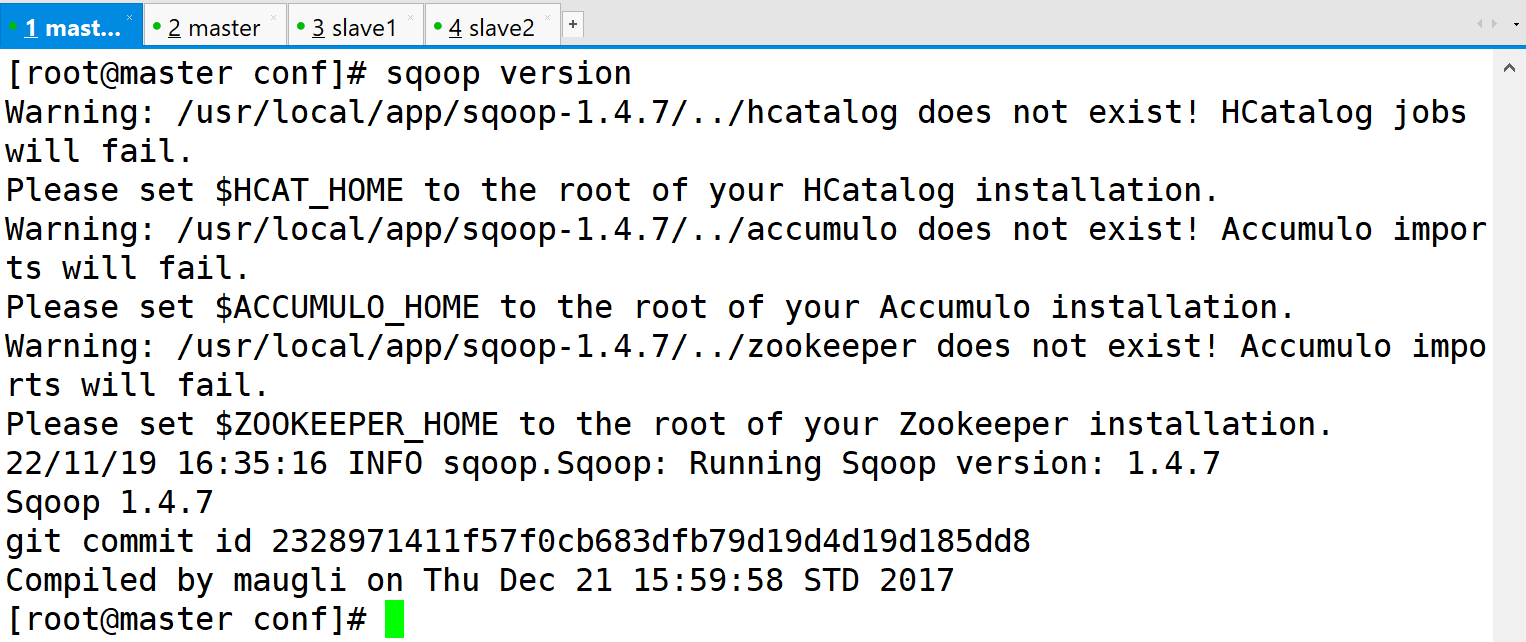 1 mast... × 2 master × 3 slave1 × 4 slave2 × +
[root@master conf]# sqoop version
Warning: /usr/local/app/sqoop-1.4.7/../hcatalog does not exist! HCatalog jobs
will fail.
Please set $HCAT_HOME to the root of your HCatalog installation.
Warning: /usr/local/app/sqoop-1.4.7/../accumulo does not exist! Accumulo impor
ts will fail.
Please set $ACCUMULO_HOME to the root of your Accumulo installation.
Warning: /usr/local/app/sqoop-1.4.7/../zookeeper does not exist! Accumulo impo
rts will fail.
Please set $ZOOKEEPER_HOME to the root of your Zookeeper installation.
22/11/19 16:35:16 INFO sqoop.Sqoop: Running Sqoop version: 1.4.7
Sqoop 1.4.7
git commit id 2328971411f57f0cb683dfb79d19d4d19d185dd8
Compiled by maugli on Thu Dec 21 15:59:58 STD 2017
[root@master conf]#